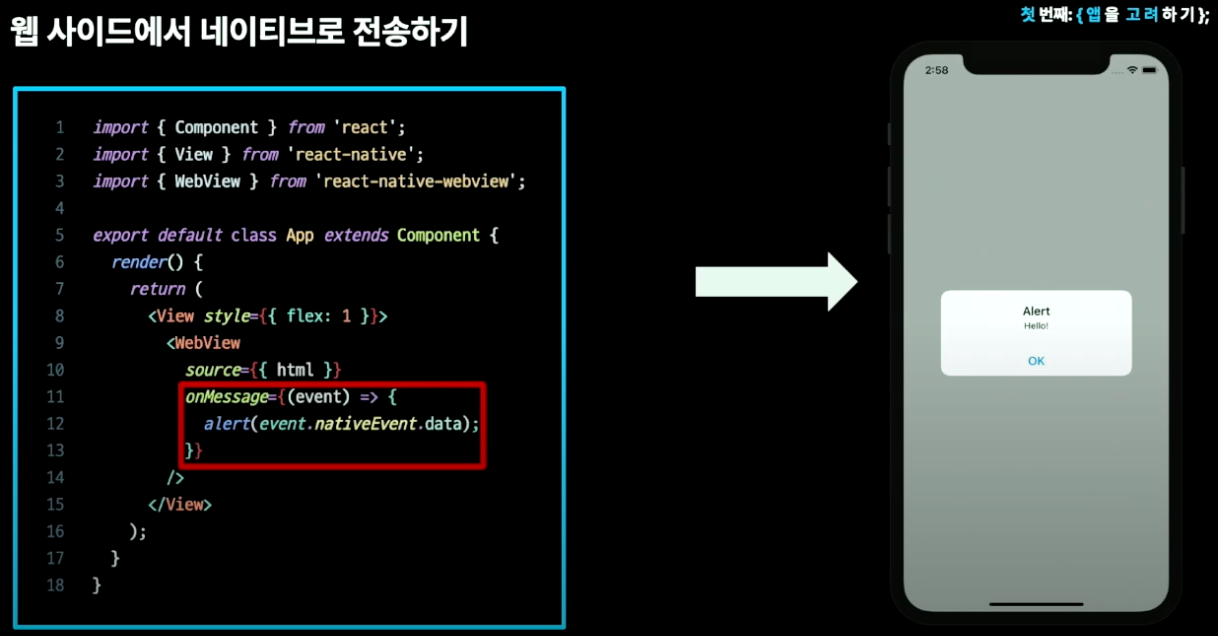 첫 번째: {앱을 고려하기};
웹 사이드에서 네이티브로 전송하기
1 import { Component } from 'react';
2 import { View } from 'react-native';
3 import { WebView } from 'react-native-webview';
4
5 export default class App extends Component {
6 render() {
7 return (
8 <View style={{ flex: 1 }}>
9 <WebView
10 source={{ html }}
11 onMessage={(event) => {
12 alert(event.nativeEvent.data);
13 }}
14 />
15 </View>
16 );
17 }
18 }
2:58
Alert
Hello!
OK